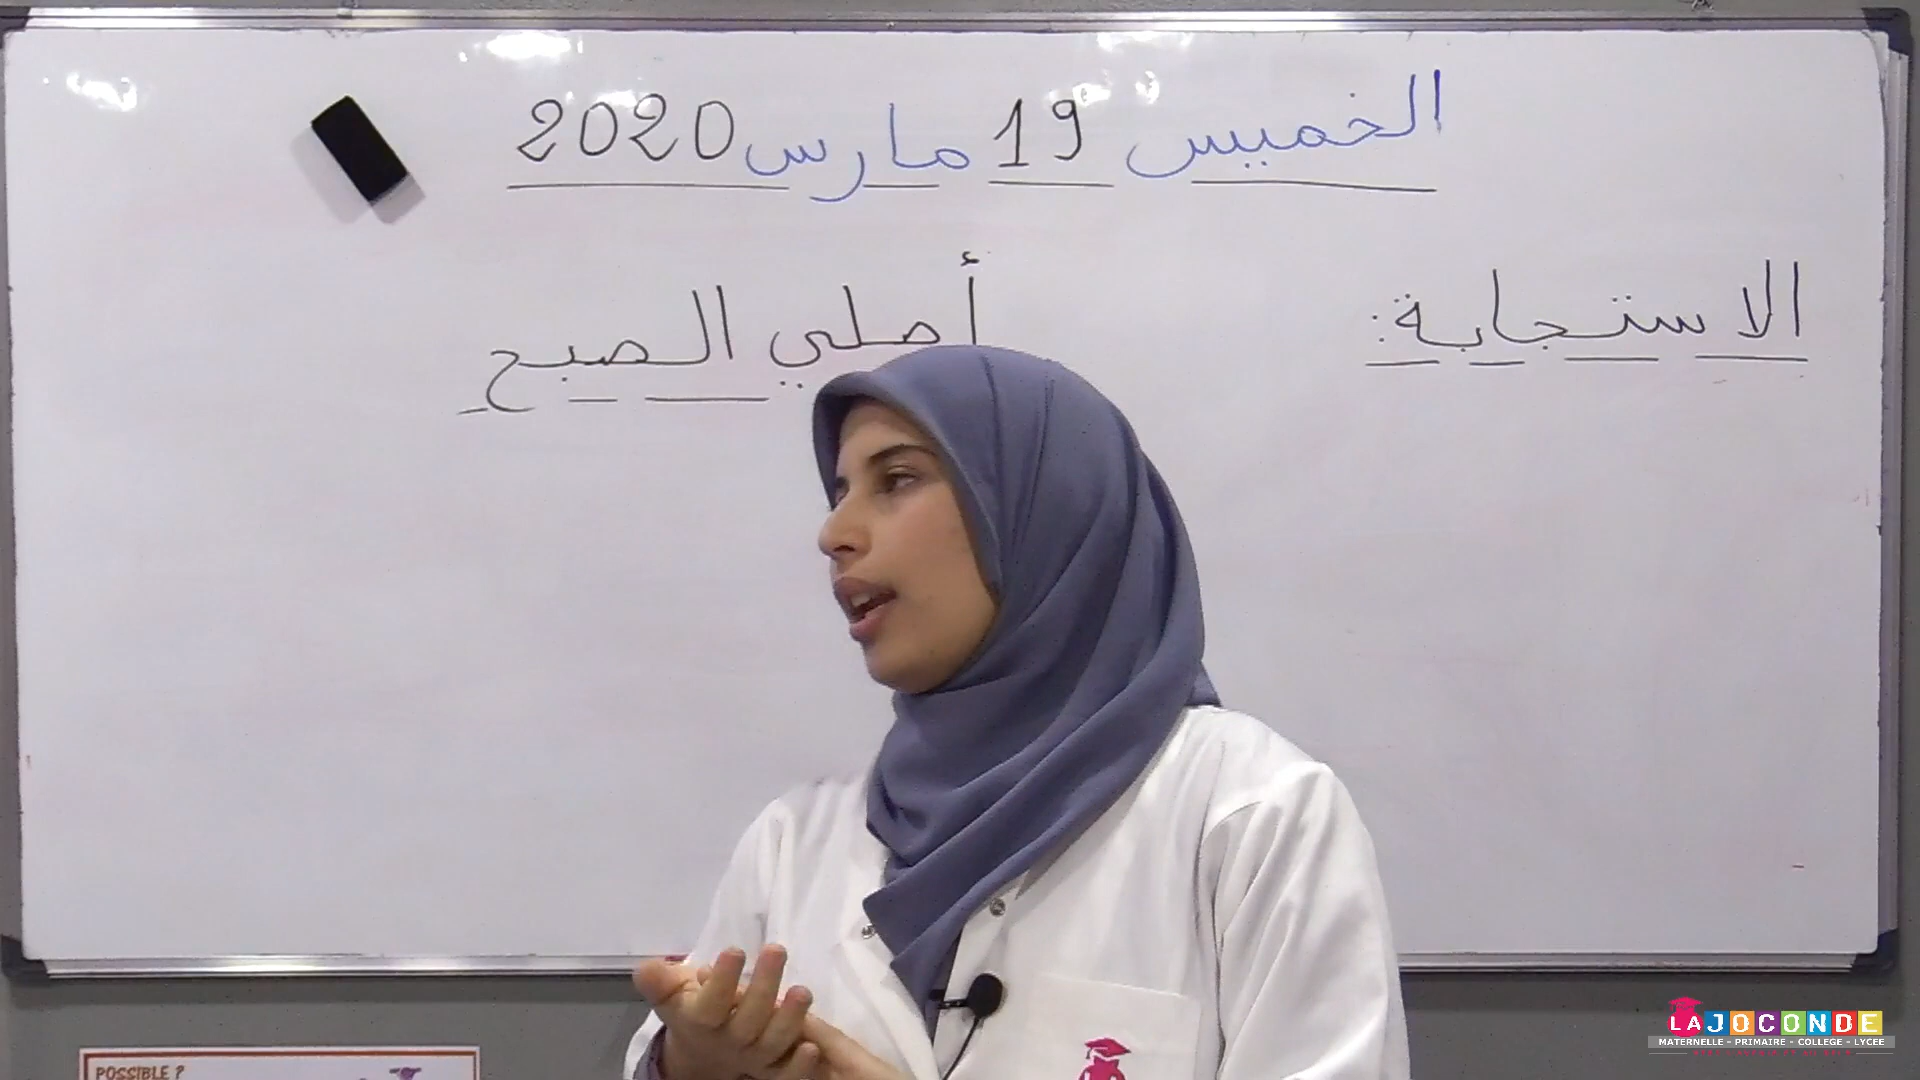 الخميس 19 مارس 2020
الاستجابة:
أصلي الصبح
POSSIBLE ?
LAJOCONDE
MATERNELLE - PRIMAIRE - COLLEGE - LYCEE